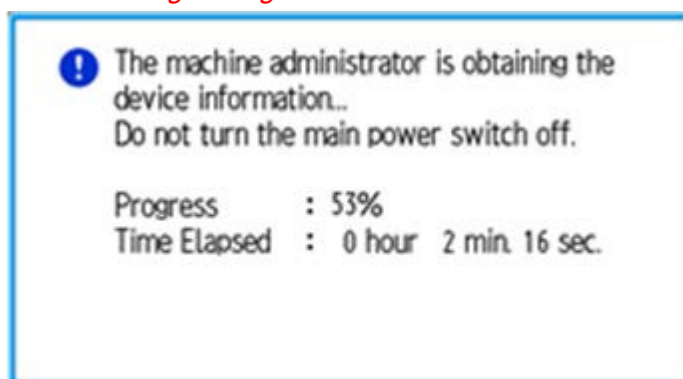 The machine administrator is obtaining the
device information...
Do not turn the main power switch off.
Progress : 53%
Time Elapsed : 0 hour 2 min. 16 sec.